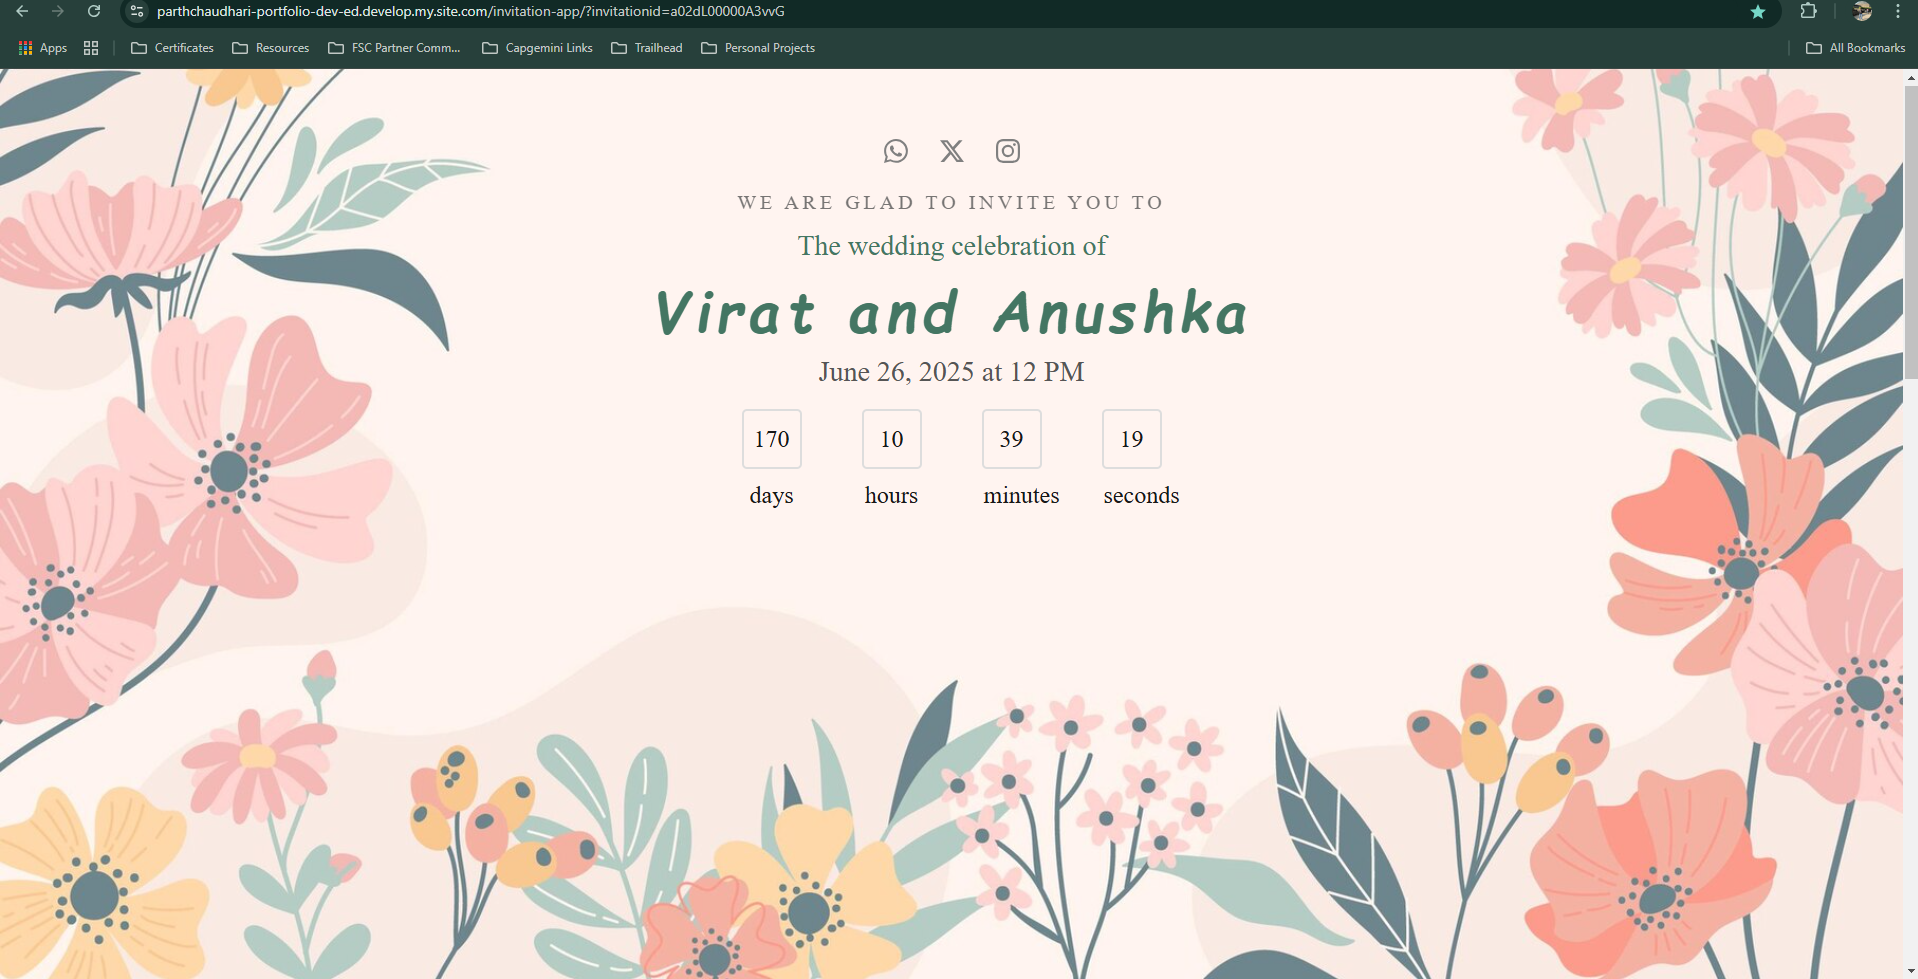 parthchaudhari-portfolio-dev-ed.develop.my.site.com/invitation-app/?invitationid=a02dL00000A3vvG
Apps Certificates Resources FSC Partner Comm... Capgemini Links Trailhead Personal Projects All Bookmarks
WE ARE GLAD TO INVITE YOU TO
The wedding celebration of
Virat and Anushka
June 26, 2025 at 12 PM
170 10 39 19
days hours minutes seconds